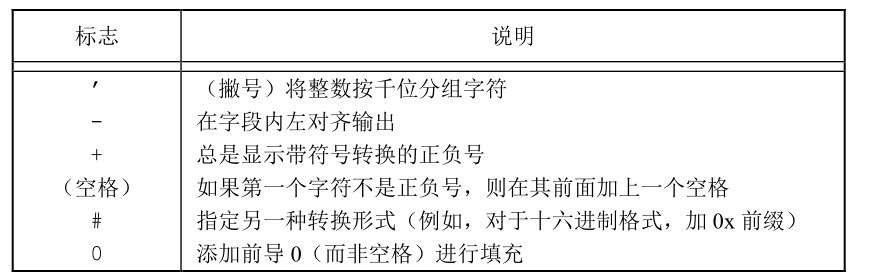 标志 说明
′ （撇号）将整数按千位分组字符
- 在字段内左对齐输出
+ 总是显示带符号转换的正负号
（空格） 如果第一个字符不是正负号，则在其前面加上一个空格
# 指定另一种转换形式（例如，对于十六进制格式，加 0x 前缀）
0 添加前导 0（而非空格）进行填充